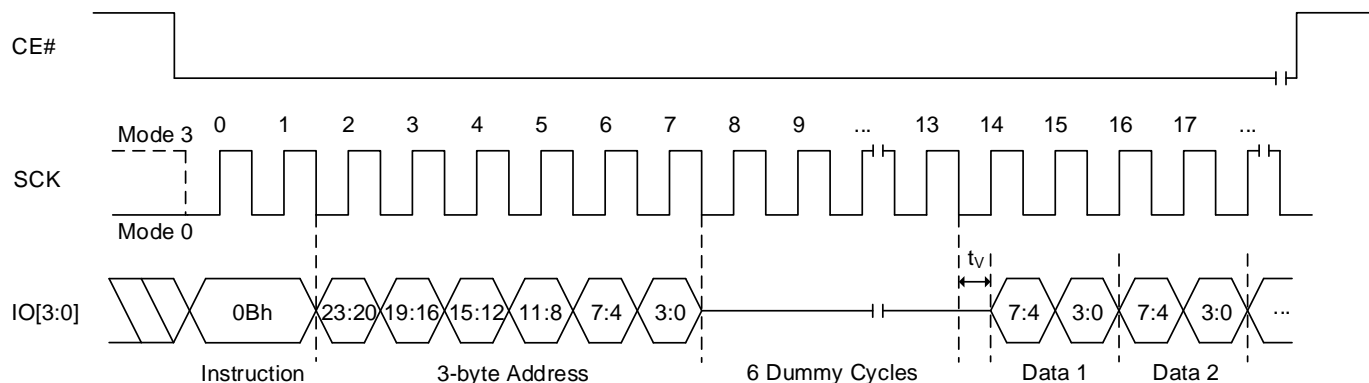 CE#
Mode 3 0 1 2 3 4 5 6 7 8 9 ... 13 14 15 16 17 ...
SCK
Mode 0
tV
IO[3:0] 0Bh 23:20 19:16 15:12 11:8 7:4 3:0 7:4 3:0 7:4 3:0 ...
Instruction 3-byte Address 6 Dummy Cycles Data 1 Data 2